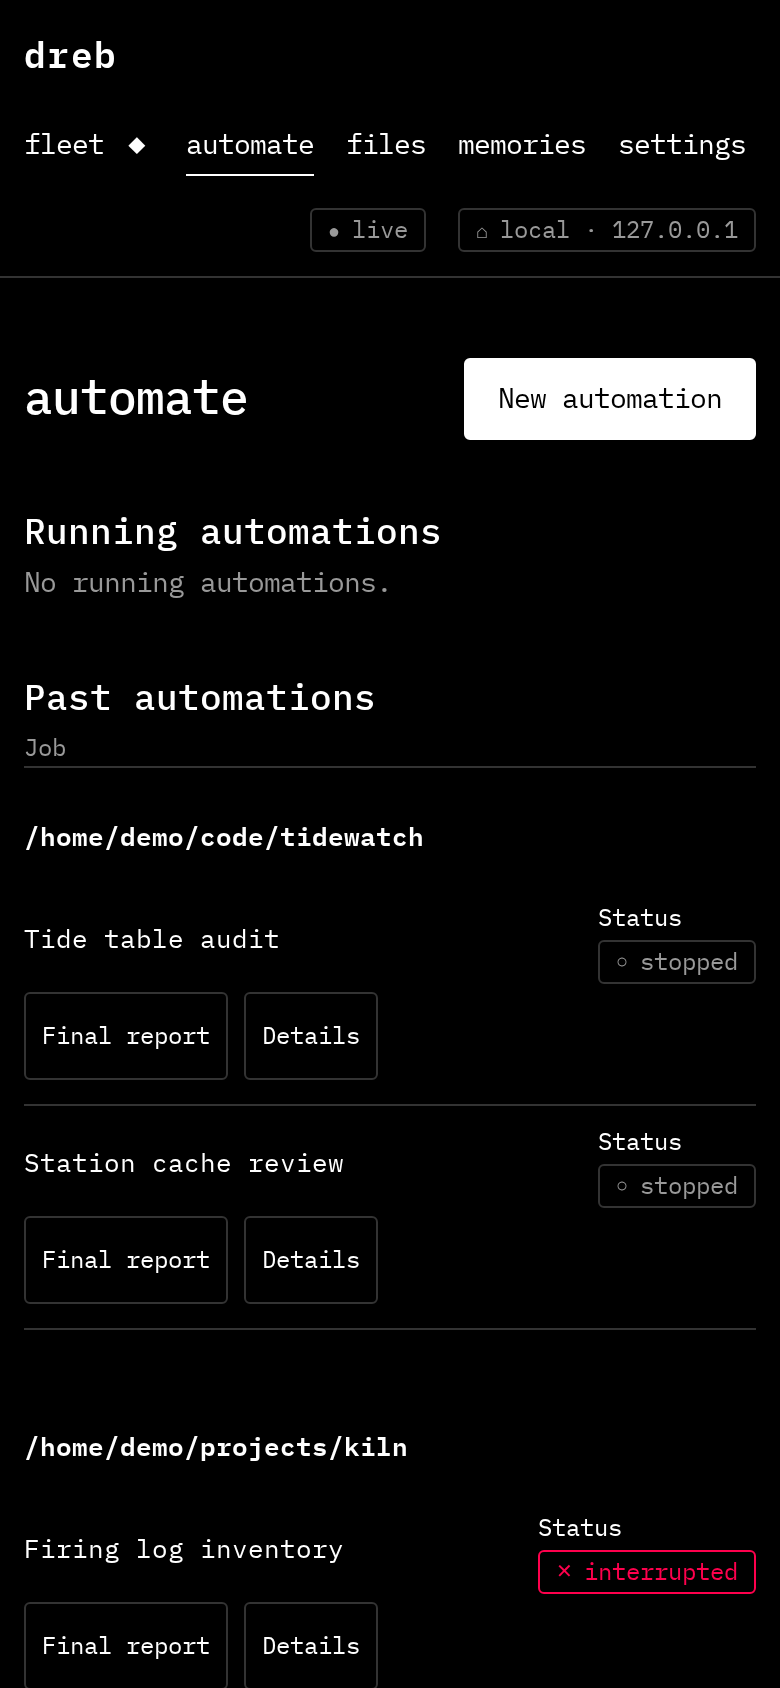 dreb
fleet ◆ automate files memories settings
● live ⌂ local · 127.0.0.1
automate New automation
Running automations
No running automations.
Past automations
Job
/home/demo/code/tidewatch
Tide table audit
Status
○ stopped
Final report Details
Station cache review
Status
○ stopped
Final report Details
/home/demo/projects/kiln
Firing log inventory
Status
× interrupted
Final report Details